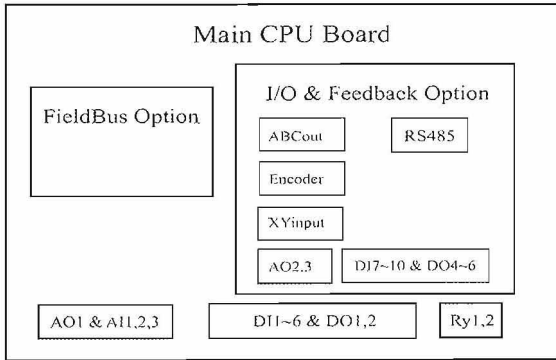 Main CPU Board
I/O & Feedback Option
FieldBus Option
ABCout
RS485
Encoder
XYinput
AO2.3
DI7~10 & DO4~6
AO1 & AI1,2,3
DI1~6 & DO1,2
Ry1,2